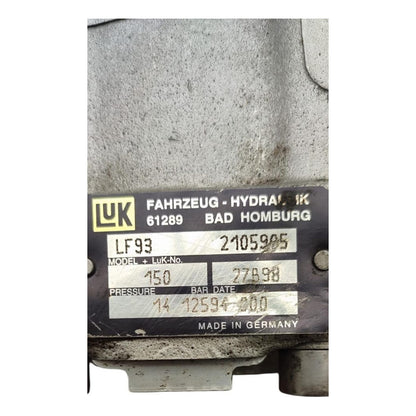 LuK
FAHRZEUG - HYDRAULIK
61289 BAD HOMBURG
LF93 2105905
MODEL + LuK-No.
150 27898
PRESSURE BAR DATE
14 12594 000
MADE IN GERMANY